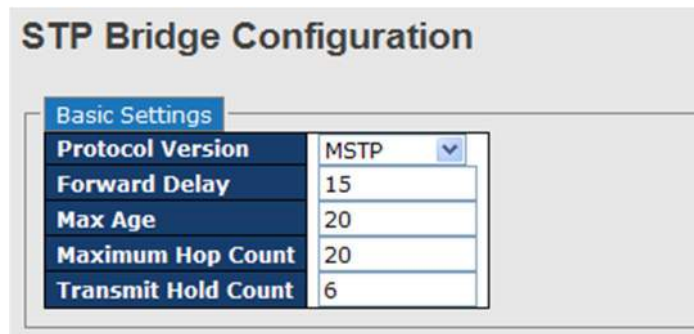 STP Bridge Configuration
Basic Settings
Protocol Version MSTP
Forward Delay 15
Max Age 20
Maximum Hop Count 20
Transmit Hold Count 6